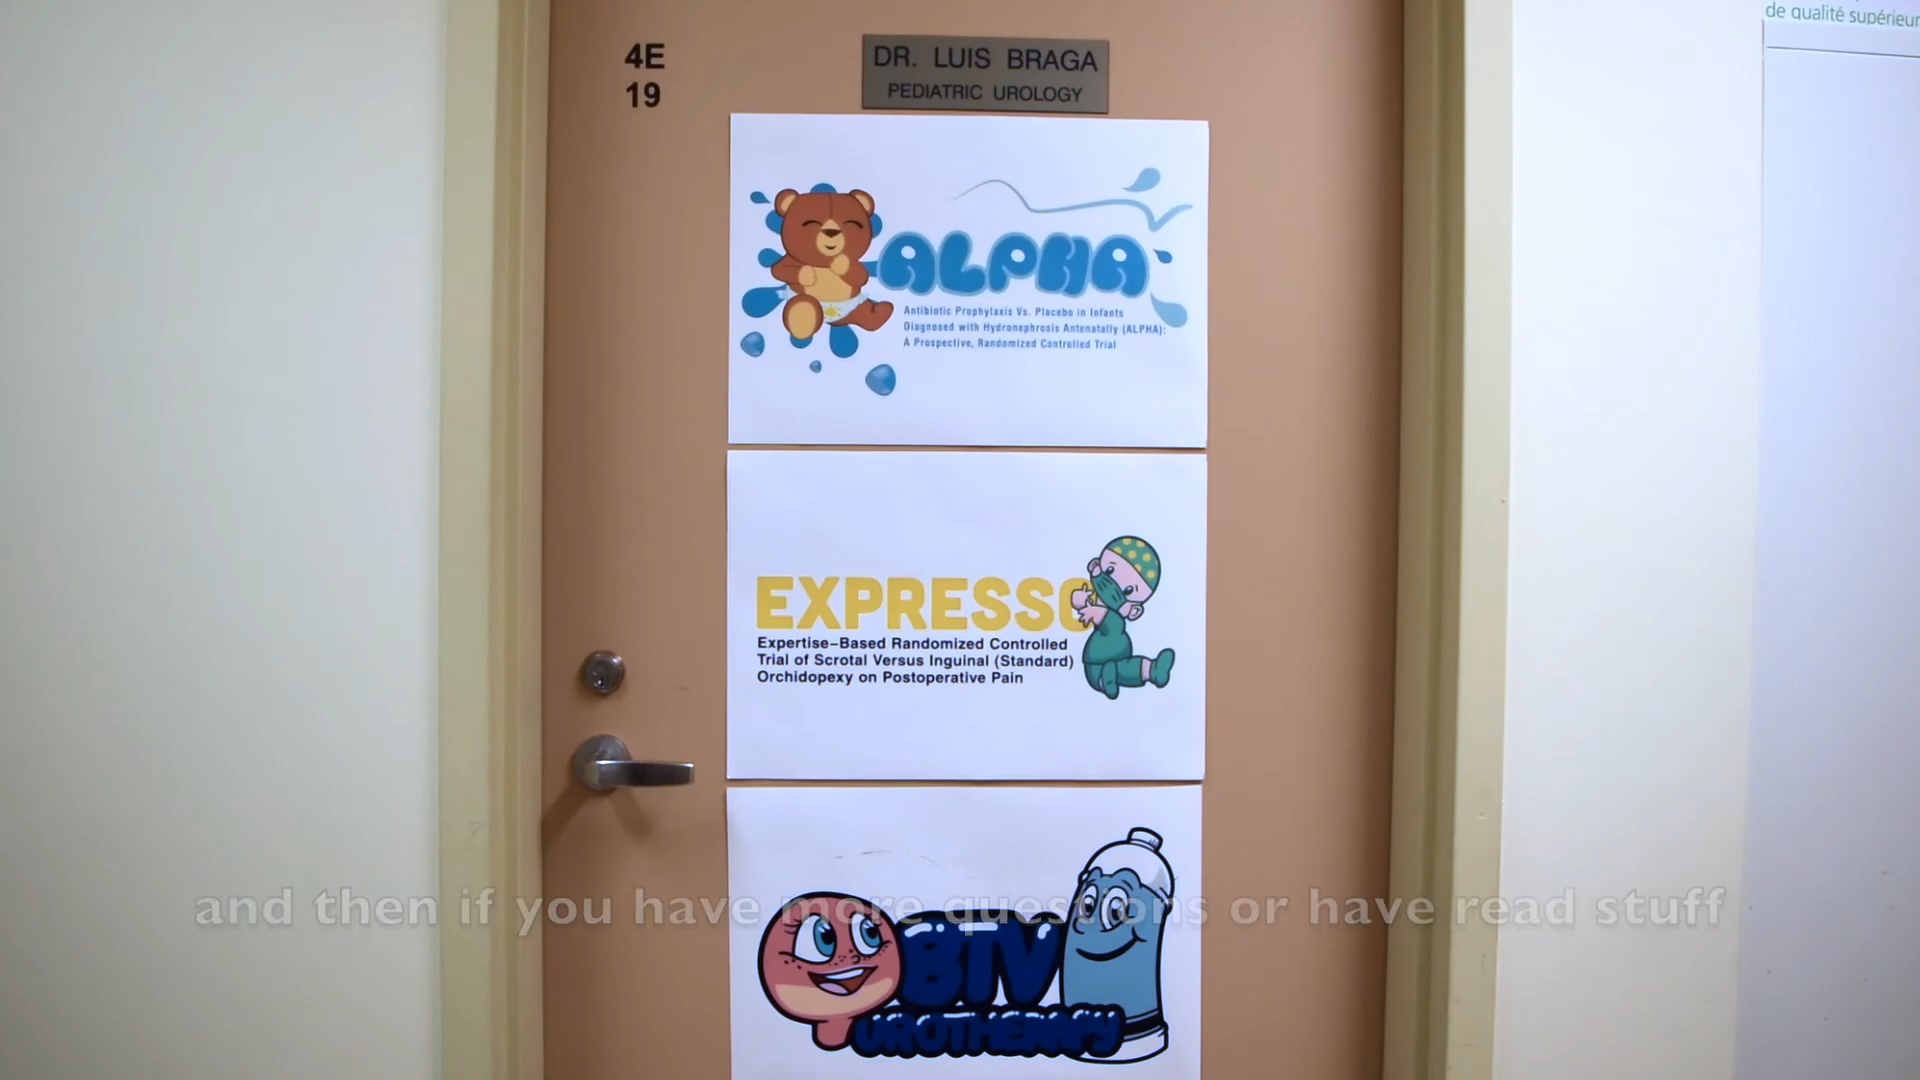 de qualité supérieur
4E
19
DR. LUIS BRAGA
PEDIATRIC UROLOGY
ALPHA
Antibiotic Prophylaxis Vs. Placebo in Infants
Diagnosed with Hydronephrosis Antenatally (ALPHA):
A Prospective, Randomized Controlled Trial
EXPRESSO
Expertise-Based Randomized Controlled
Trial of Scrotal Versus Inguinal (Standard)
Orchidopexy on Postoperative Pain
and then if you have more questions or have read stuff
BTV
UROTHERAPY